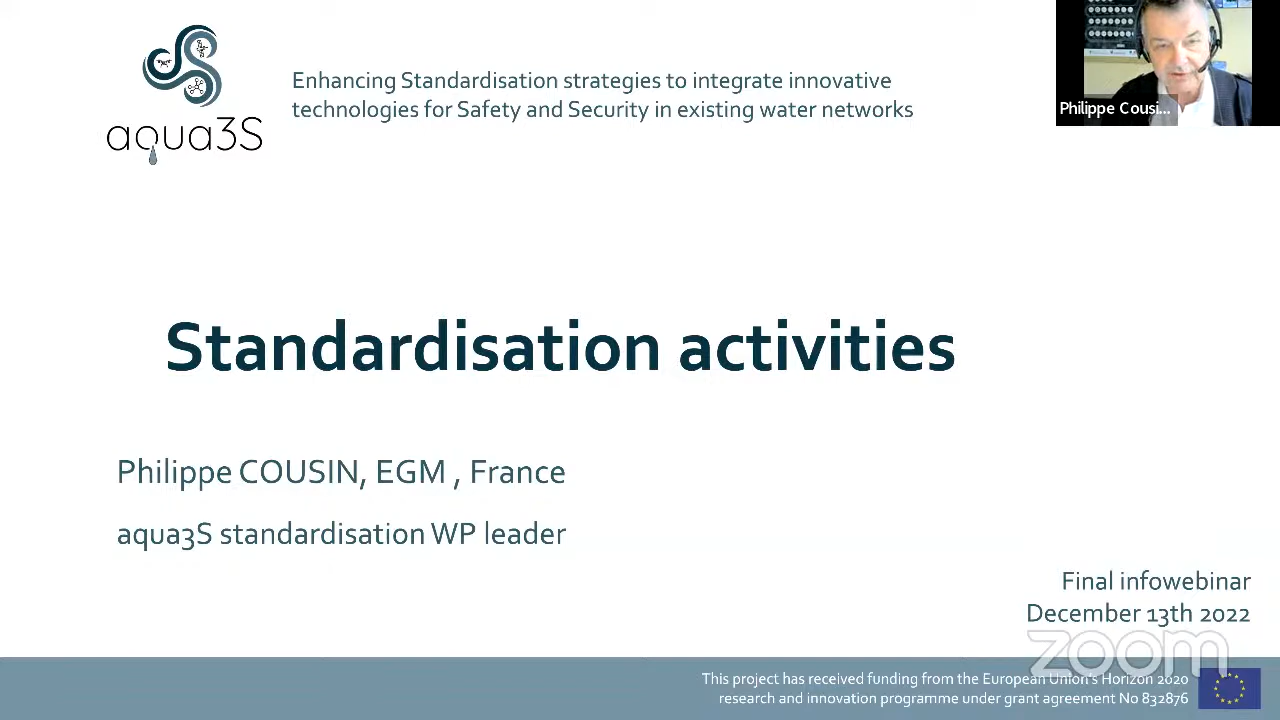 aqua3S
Enhancing Standardisation strategies to integrate innovative
technologies for Safety and Security in existing water networks
Philippe Cousi...
Standardisation activities
Philippe COUSIN, EGM , France
aqua3S standardisation WP leader
Final infowebinar
December 13th 2022
zoom
This project has received funding from the European Union's Horizon 2020
research and innovation programme under grant agreement No 832876